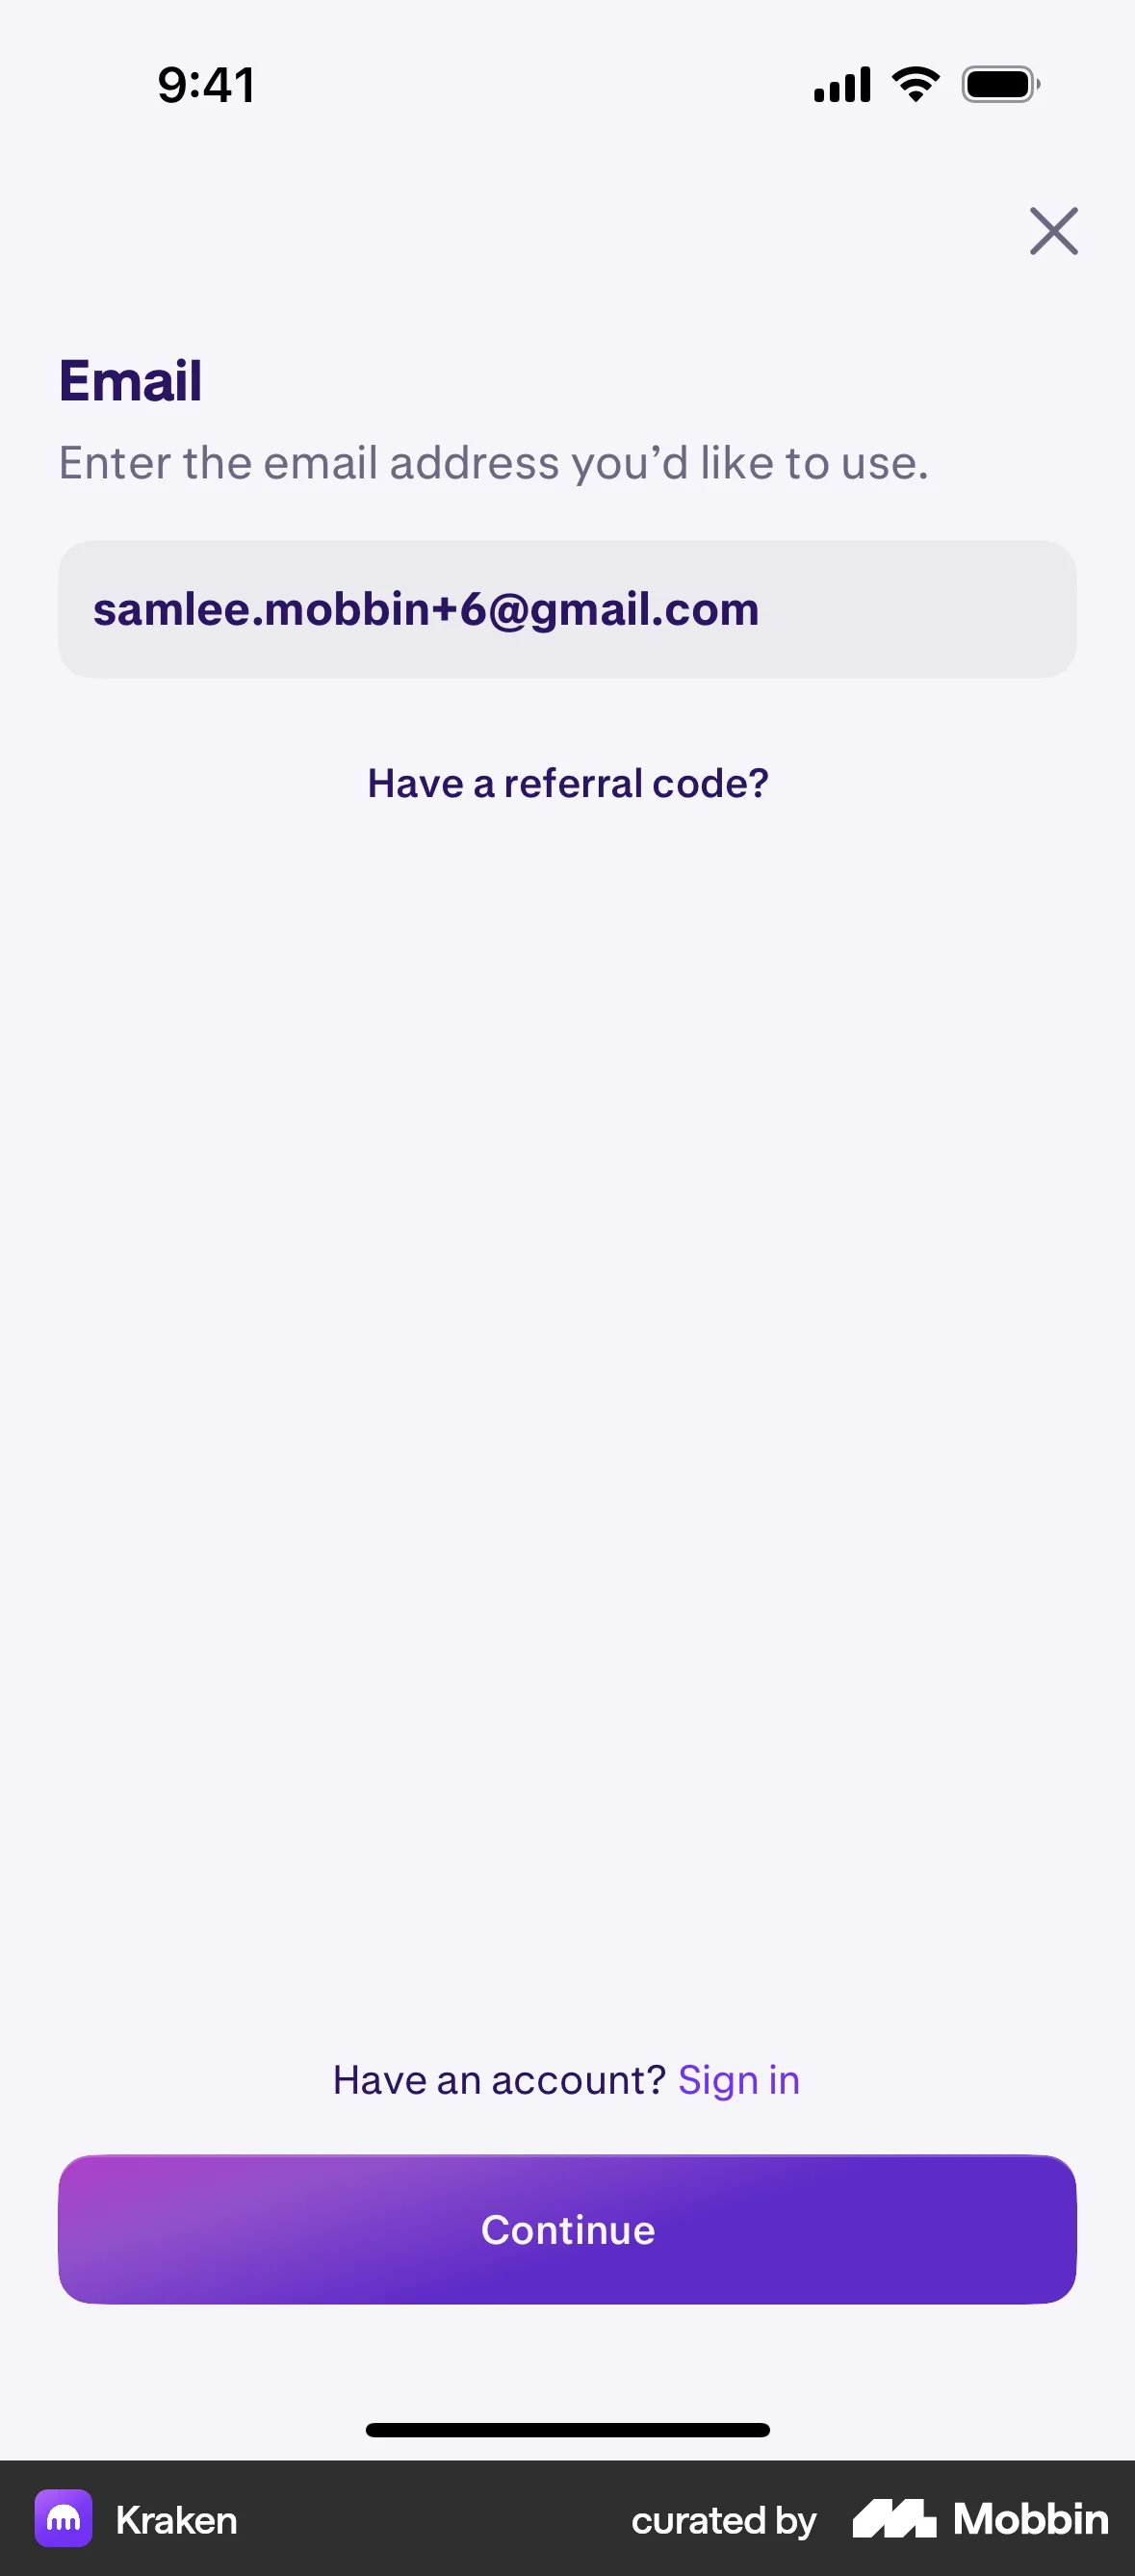 9:41
Email
Enter the email address you’d like to use.
samlee.mobbin+6@gmail.com
Have a referral code?
Have an account? Sign in
Continue
Kraken
curated by Mobbin